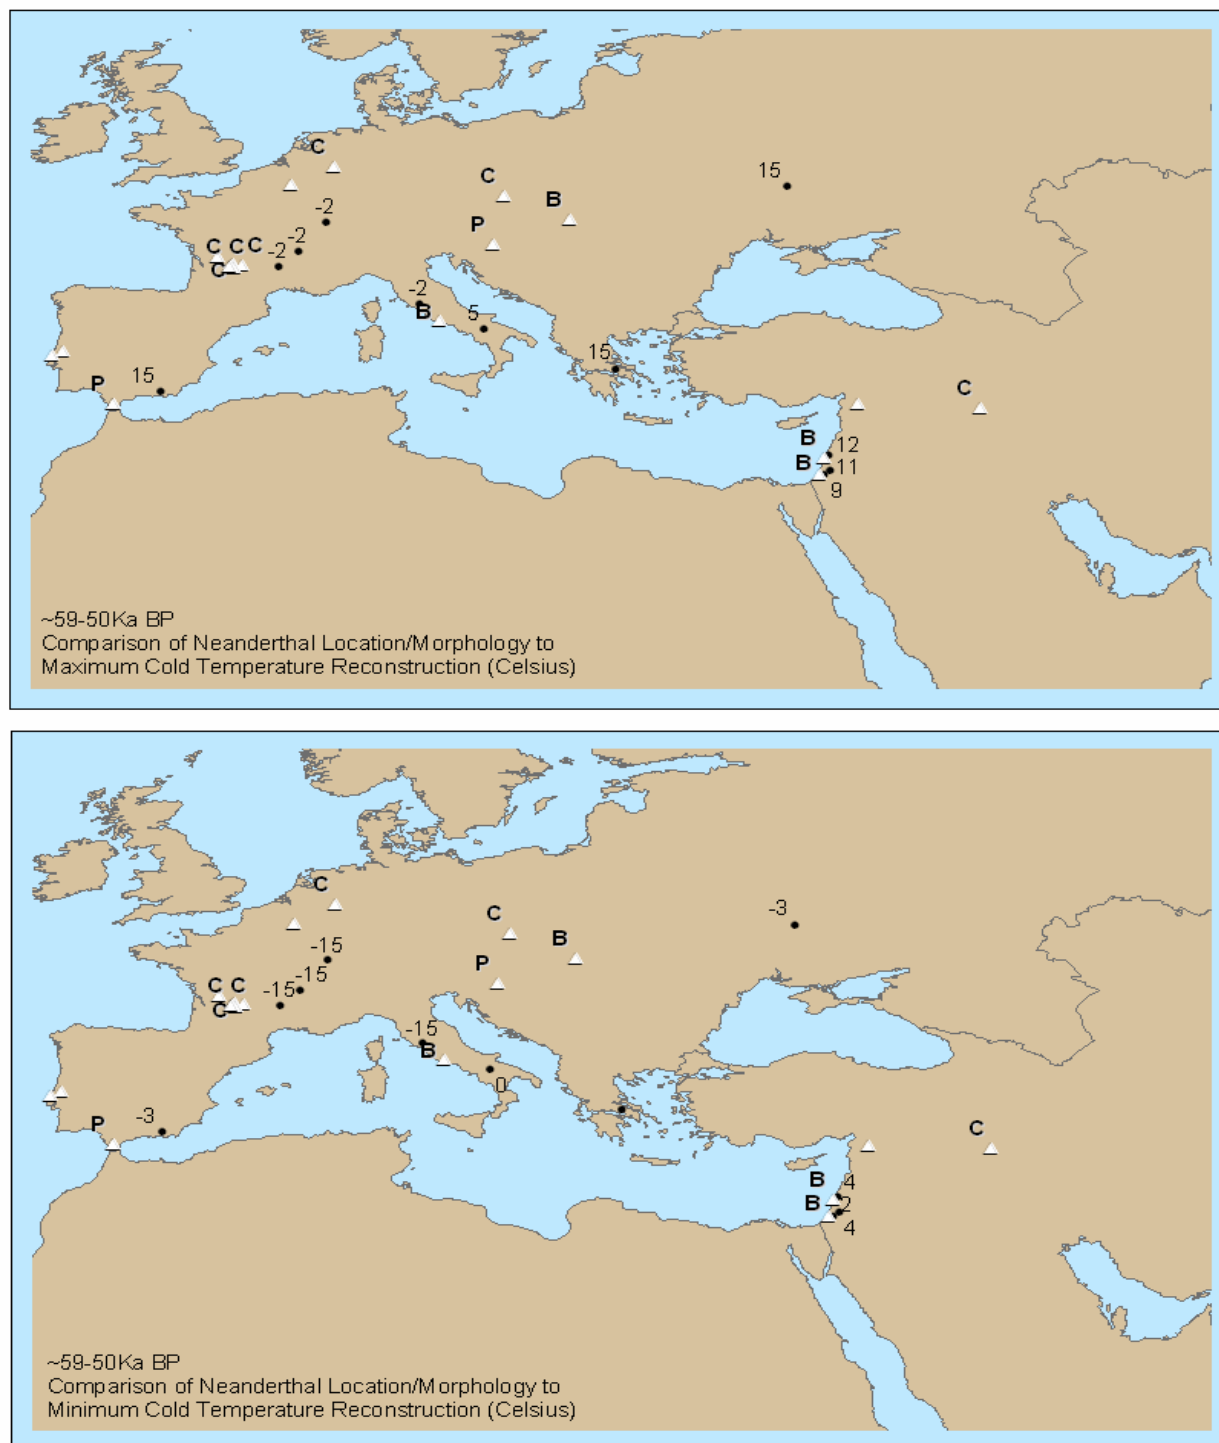 C
C
15
B
-2
P
-2
C C C
-2
C
-2
B
5
15
15
P
C
B
12
B
11
9
~59-50Ka BP
Comparison of Neanderthal Location/Morphology to
Maximum Cold Temperature Reconstruction (Celsius)
C
-3
C
B
-15
P
-15
C C
-15
C
-15
B
0
-3
P
C
B
4
B
2
4
~59-50Ka BP
Comparison of Neanderthal Location/Morphology to
Minimum Cold Temperature Reconstruction (Celsius)